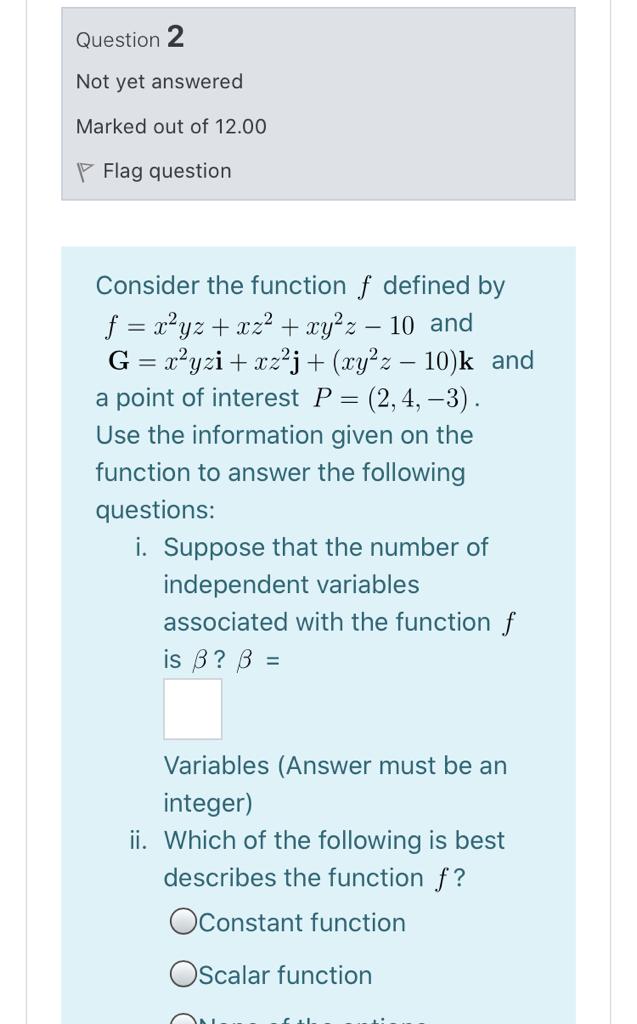 Question 2
Not yet answered
Marked out of 12.00
Flag question
Consider the function f defined by
f = x²yz + xz² + xy²z − 10 and
G = x²yzi + xz²j + (xy²z − 10)k and
a point of interest P = (2, 4, −3).
Use the information given on the
function to answer the following
questions:
i. Suppose that the number of
independent variables
associated with the function f
is β? β =
Variables (Answer must be an
integer)
ii. Which of the following is best
describes the function f?
Constant function
Scalar function
None of the options